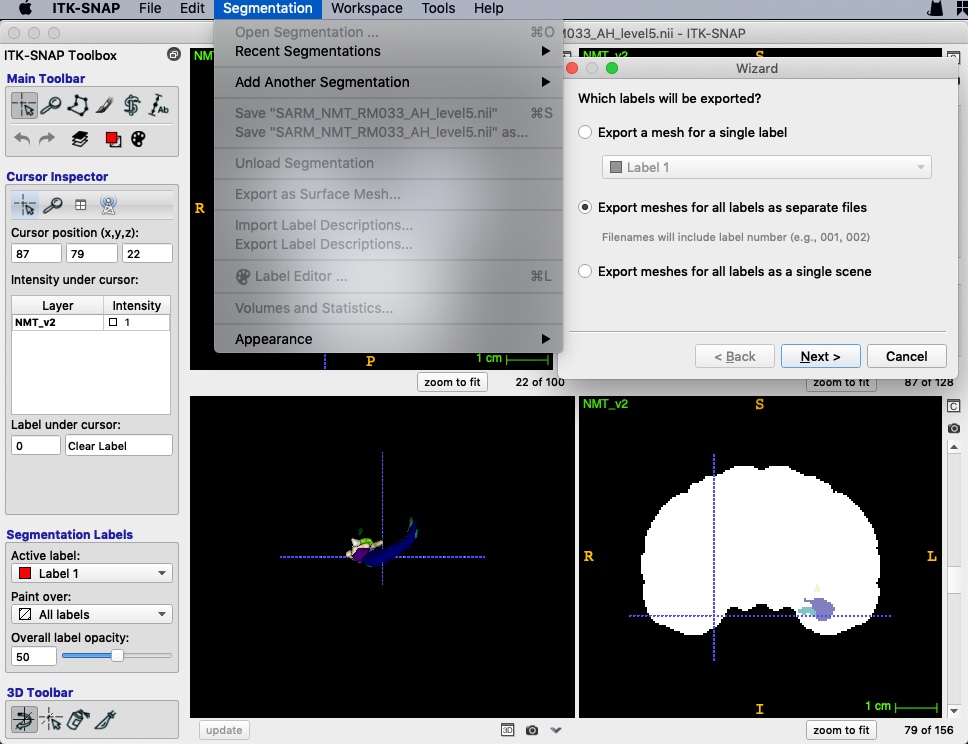 ITK-SNAP File Edit Segmentation Workspace Tools Help
M033_AH_level5.nii - ITK-SNAP
ITK-SNAP Toolbox
Main Toolbar
Ab
Cursor Inspector
Cursor position (x,y,z):
87 79 22
Intensity under cursor:
Layer Intensity
NMT_v2 1
Label under cursor:
0 Clear Label
Segmentation Labels
Active label:
Label 1
Paint over:
All labels
Overall label opacity:
50
3D Toolbar
Open Segmentation ... ⌘O
Recent Segmentations
Add Another Segmentation
Save "SARM_NMT_RM033_AH_level5.nii" ⌘S
Save "SARM_NMT_RM033_AH_level5.nii" as...
Unload Segmentation
Export as Surface Mesh...
Import Label Descriptions...
Export Label Descriptions...
Label Editor ... ⌘L
Volumes and Statistics...
Appearance
NM
R
P
1 cm
zoom to fit 22 of 100
NMT_v2
S
Wizard
Which labels will be exported?
Export a mesh for a single label
Label 1
Export meshes for all labels as separate files
Filenames will include label number (e.g., 001, 002)
Export meshes for all labels as a single scene
< Back Next > Cancel
zoom to fit 87 of 128
update
3D
NMT_v2
S
C
R
L
I
1 cm
zoom to fit 79 of 156